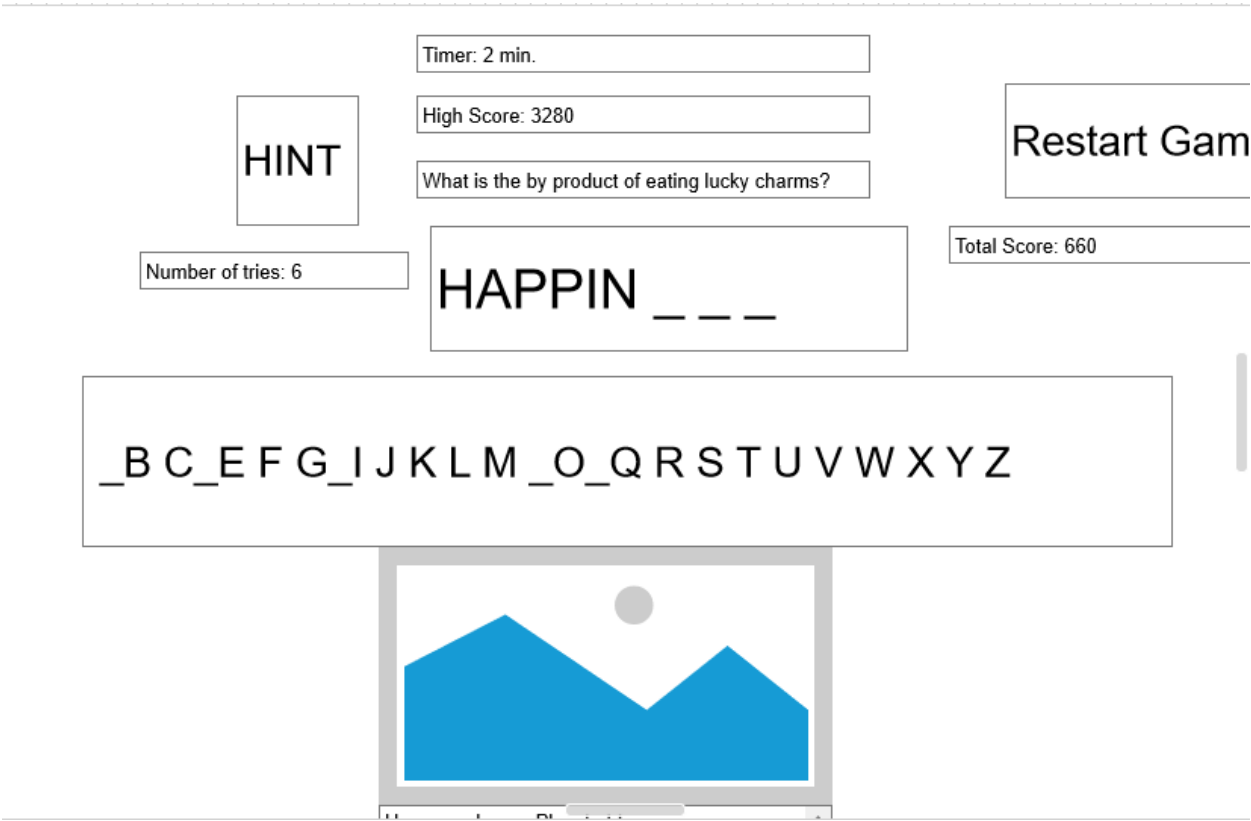 Timer: 2 min.
High Score: 3280
HINT
Restart Gam
What is the by product of eating lucky charms?
Total Score: 660
Number of tries: 6
HAPPIN _ _ _
_B C_E F G_I J K L M _O_Q R S T U V W X Y Z